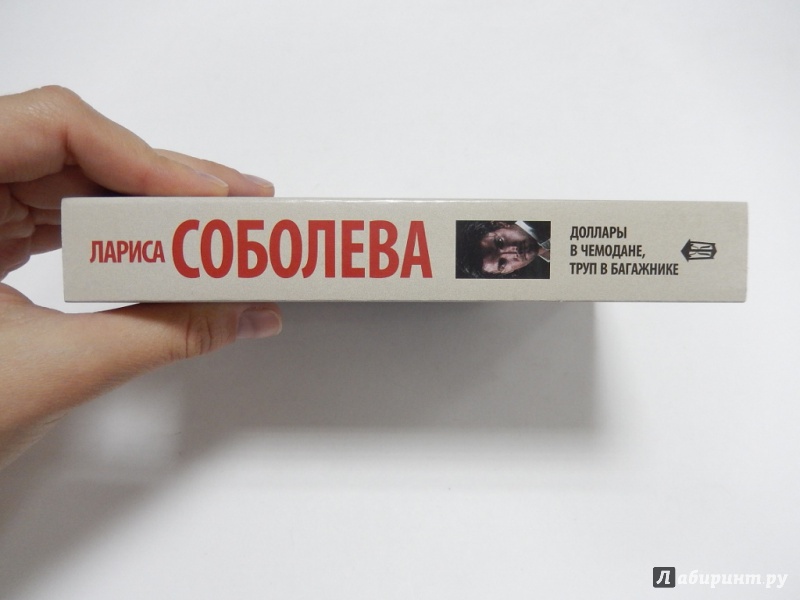 ЛАРИСА СОБОЛЕВА
ДОЛЛАРЫ
В ЧЕМОДАНЕ,
ТРУП В БАГАЖНИКЕ
Лабиринт.ру